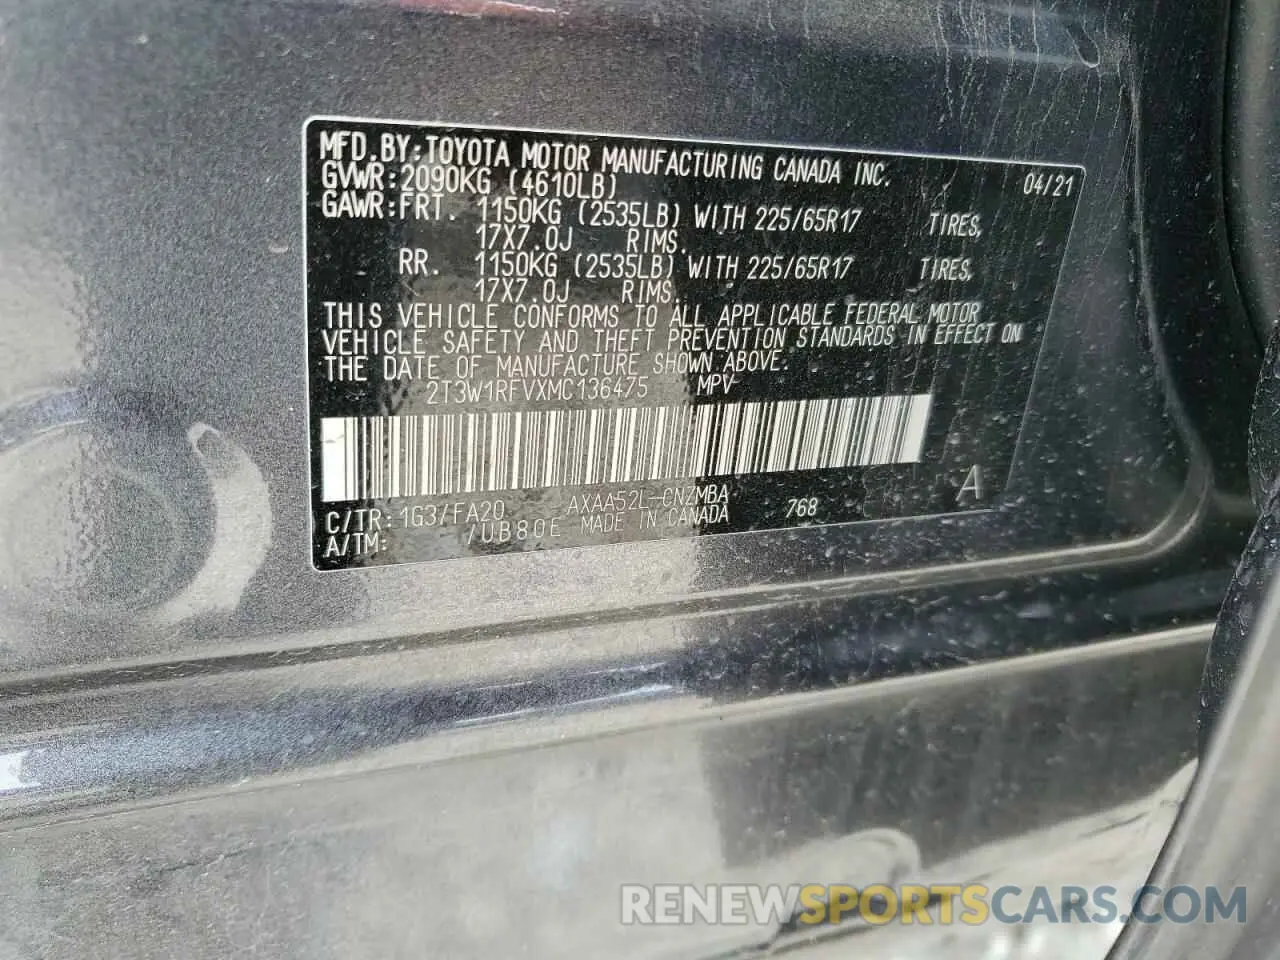 MFD.BY:TOYOTA MOTOR MANUFACTURING CANADA INC. 04/21
GVWR:2090KG (4610LB)
GAWR:FRT. 1150KG (2535LB) WITH 225/65R17 TIRES,
17X7.0J RIMS.
RR. 1150KG (2535LB) WITH 225/65R17 TIRES,
17X7.0J RIMS.
THIS VEHICLE CONFORMS TO ALL APPLICABLE FEDERAL MOTOR
VEHICLE SAFETY AND THEFT PREVENTION STANDARDS IN EFFECT ON
THE DATE OF MANUFACTURE SHOWN ABOVE.
2T3W1RFVXMC136475 MPV
C/TR:1G3/FA20 AXAA52L-CNZMBA 768 A
A/TM: /UB80E MADE IN CANADA
RENEWSPORTSCARS.COM